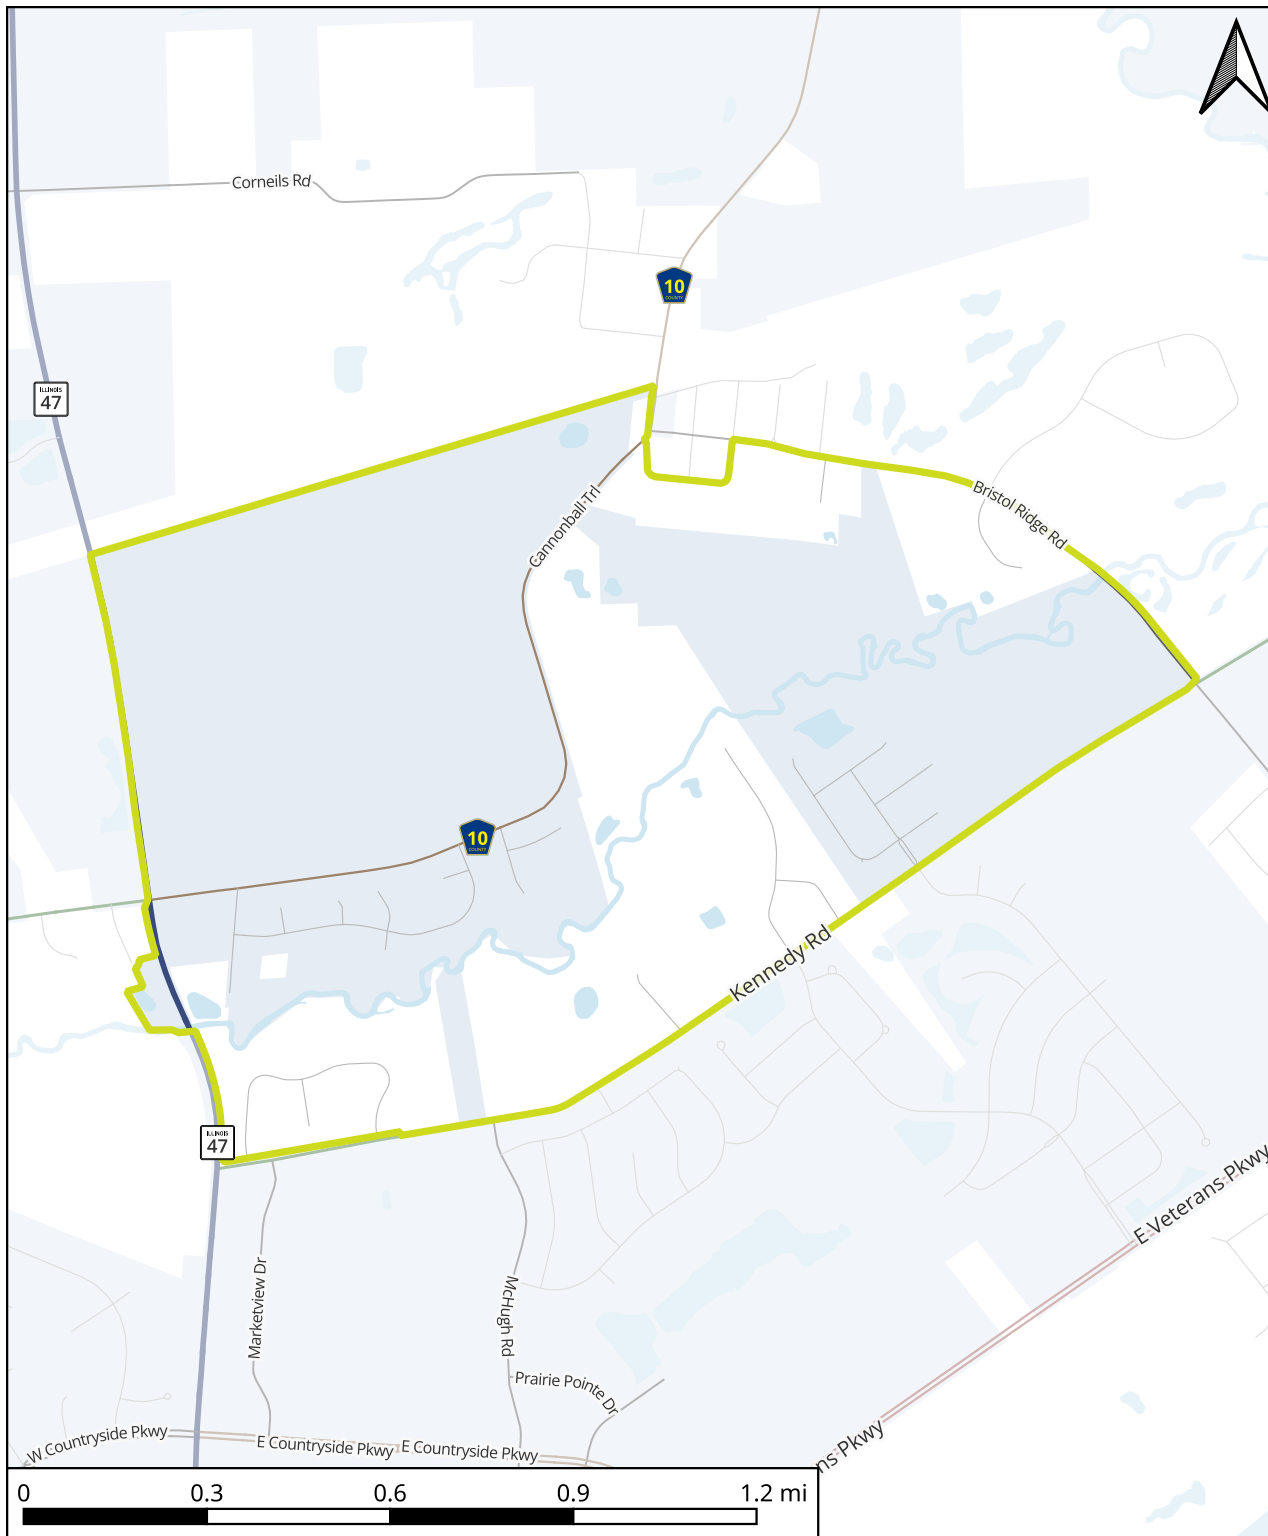 Corneils Rd
10
COUNTY
ILLINOIS
47
Cannonball Trl
Bristol Ridge Rd
10
COUNTY
Kennedy Rd
ILLINOIS
47
E Veterans Pkwy
Marketview Dr
McHugh Rd
Prairie Pointe Dr
W Countryside Pkwy
E Countryside Pkwy
E Countryside Pkwy
ns Pkwy
0 0.3 0.6 0.9 1.2 mi